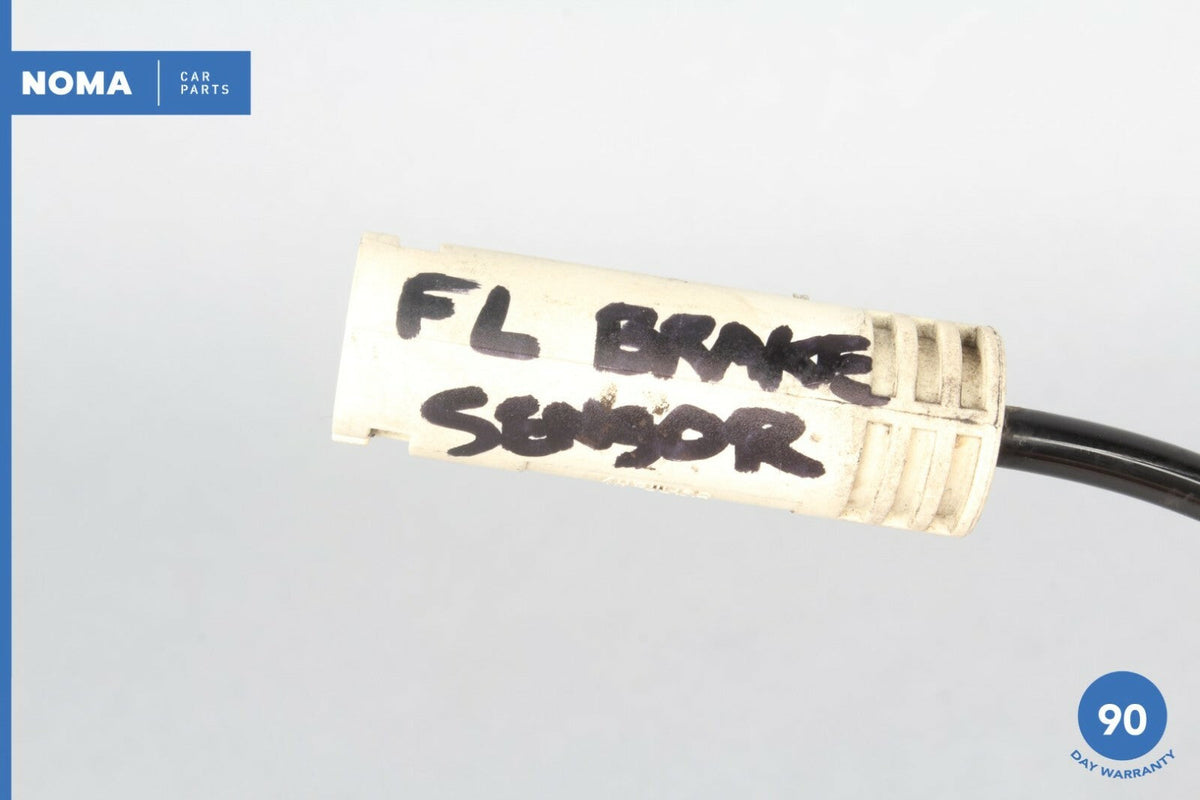 NOMA
CAR
PARTS
FL BRAKE
SENSOR
90
DAY WARRANTY